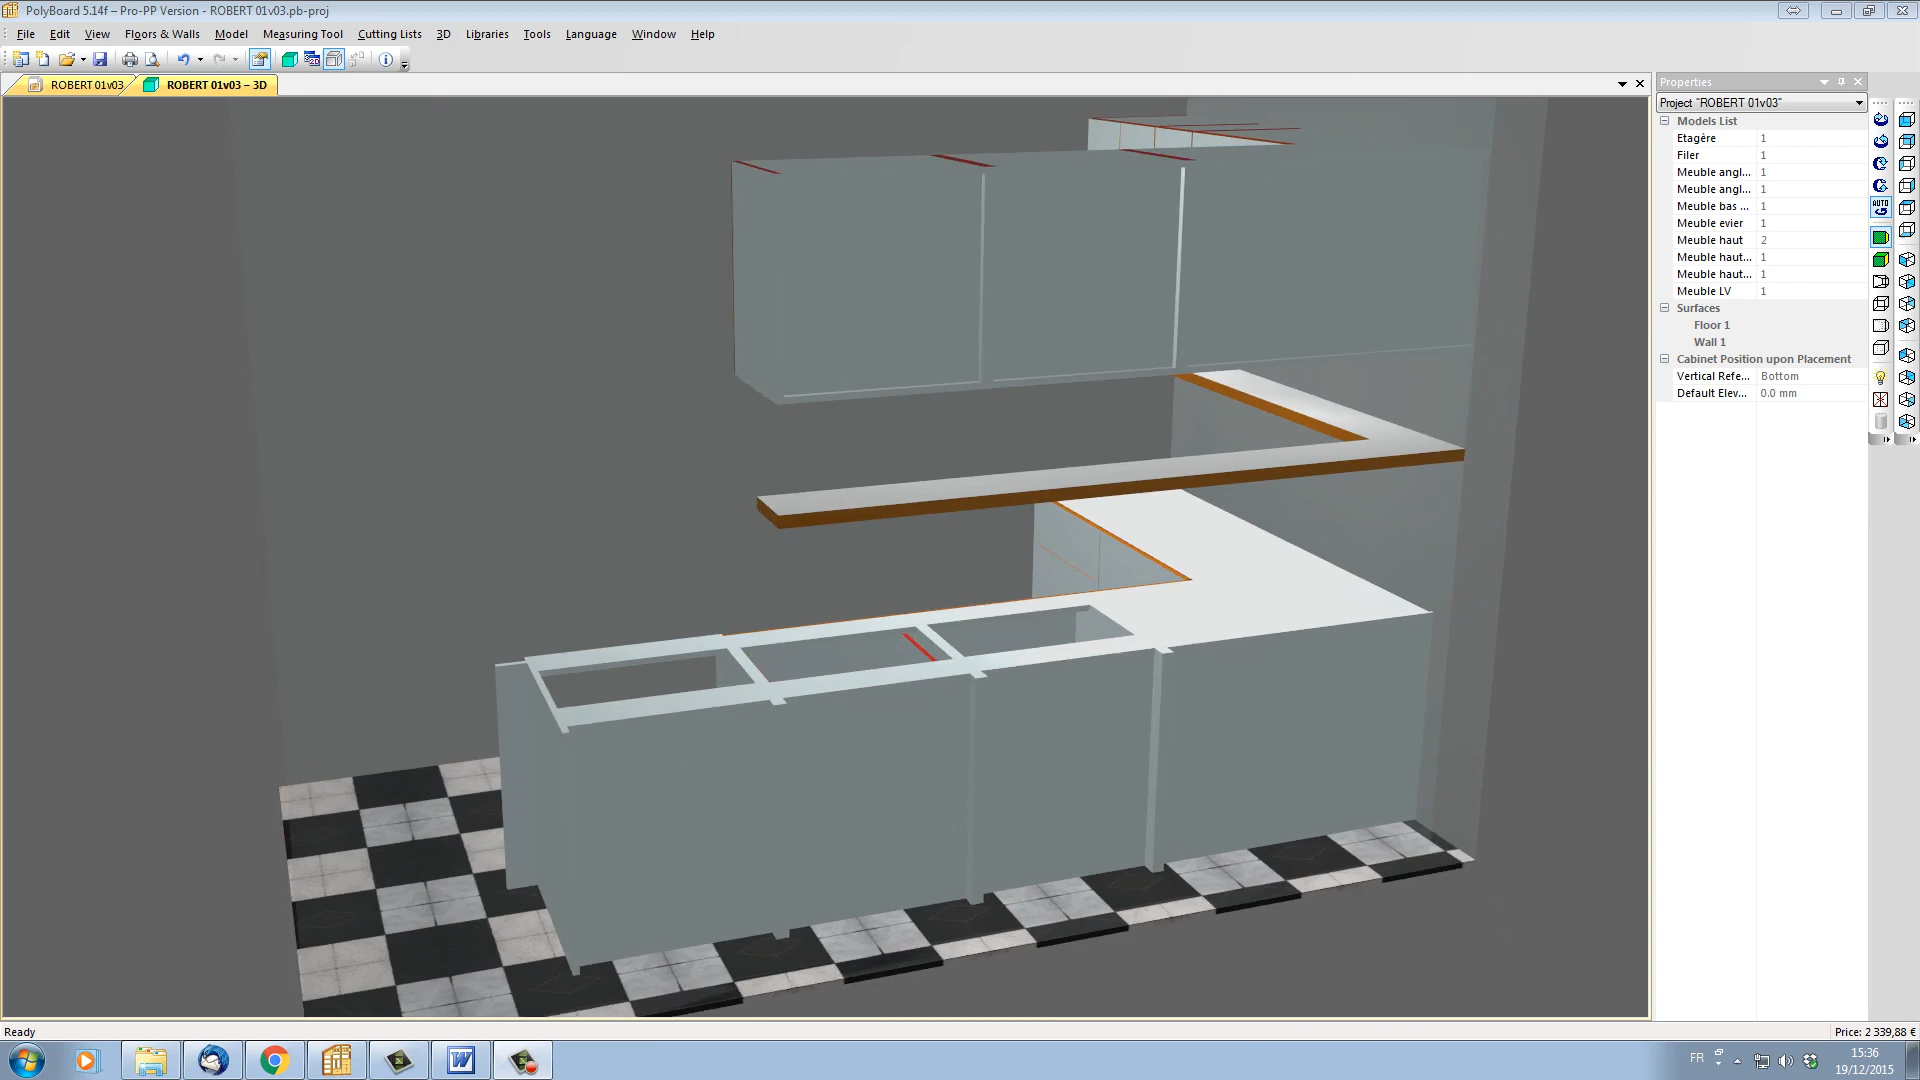 PolyBoard 5.14f – Pro-PP Version - ROBERT 01v03.pb-proj
File Edit View Floors & Walls Model Measuring Tool Cutting Lists 3D Libraries Tools Language Window Help
ROBERT 01v03 ROBERT 01v03 – 3D
Properties
Project "ROBERT 01v03"
Models List
Etagère 1
Filer 1
Meuble angl... 1
Meuble angl... 1
Meuble bas ... 1
Meuble evier 1
Meuble haut 2
Meuble haut... 1
Meuble haut... 1
Meuble LV 1
Surfaces
Floor 1
Wall 1
Cabinet Position upon Placement
Vertical Refe... Bottom
Default Elev... 0.0 mm
AUTO
Ready
Price: 2 339,88 €
FR
15:36
19/12/2015